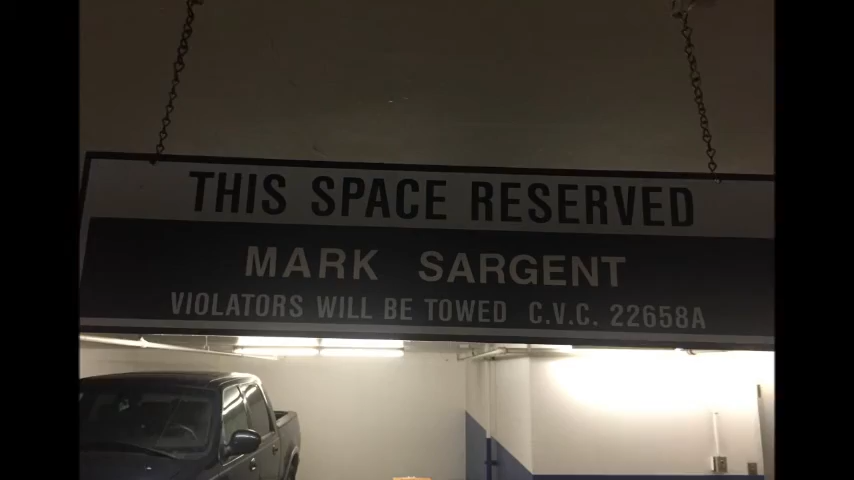 THIS SPACE RESERVED
MARK SARGENT
VIOLATORS WILL BE TOWED C.V.C. 22658A